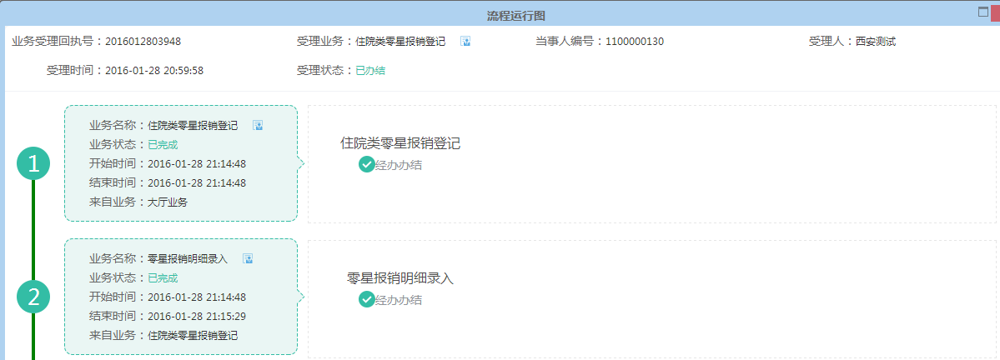 流程运行图
业务受理回执号：2016012803948 受理业务：住院类零星报销登记 当事人编号：1100000130 受理人：西安测试
受理时间：2016-01-28 20:59:58 受理状态：已办结
1
业务名称：住院类零星报销登记
业务状态：已完成
开始时间：2016-01-28 21:14:48
结束时间：2016-01-28 21:14:48
来自业务：大厅业务
住院类零星报销登记
经办办结
2
业务名称：零星报销明细录入
业务状态：已完成
开始时间：2016-01-28 21:14:48
结束时间：2016-01-28 21:15:29
来自业务：住院类零星报销登记
零星报销明细录入
经办办结